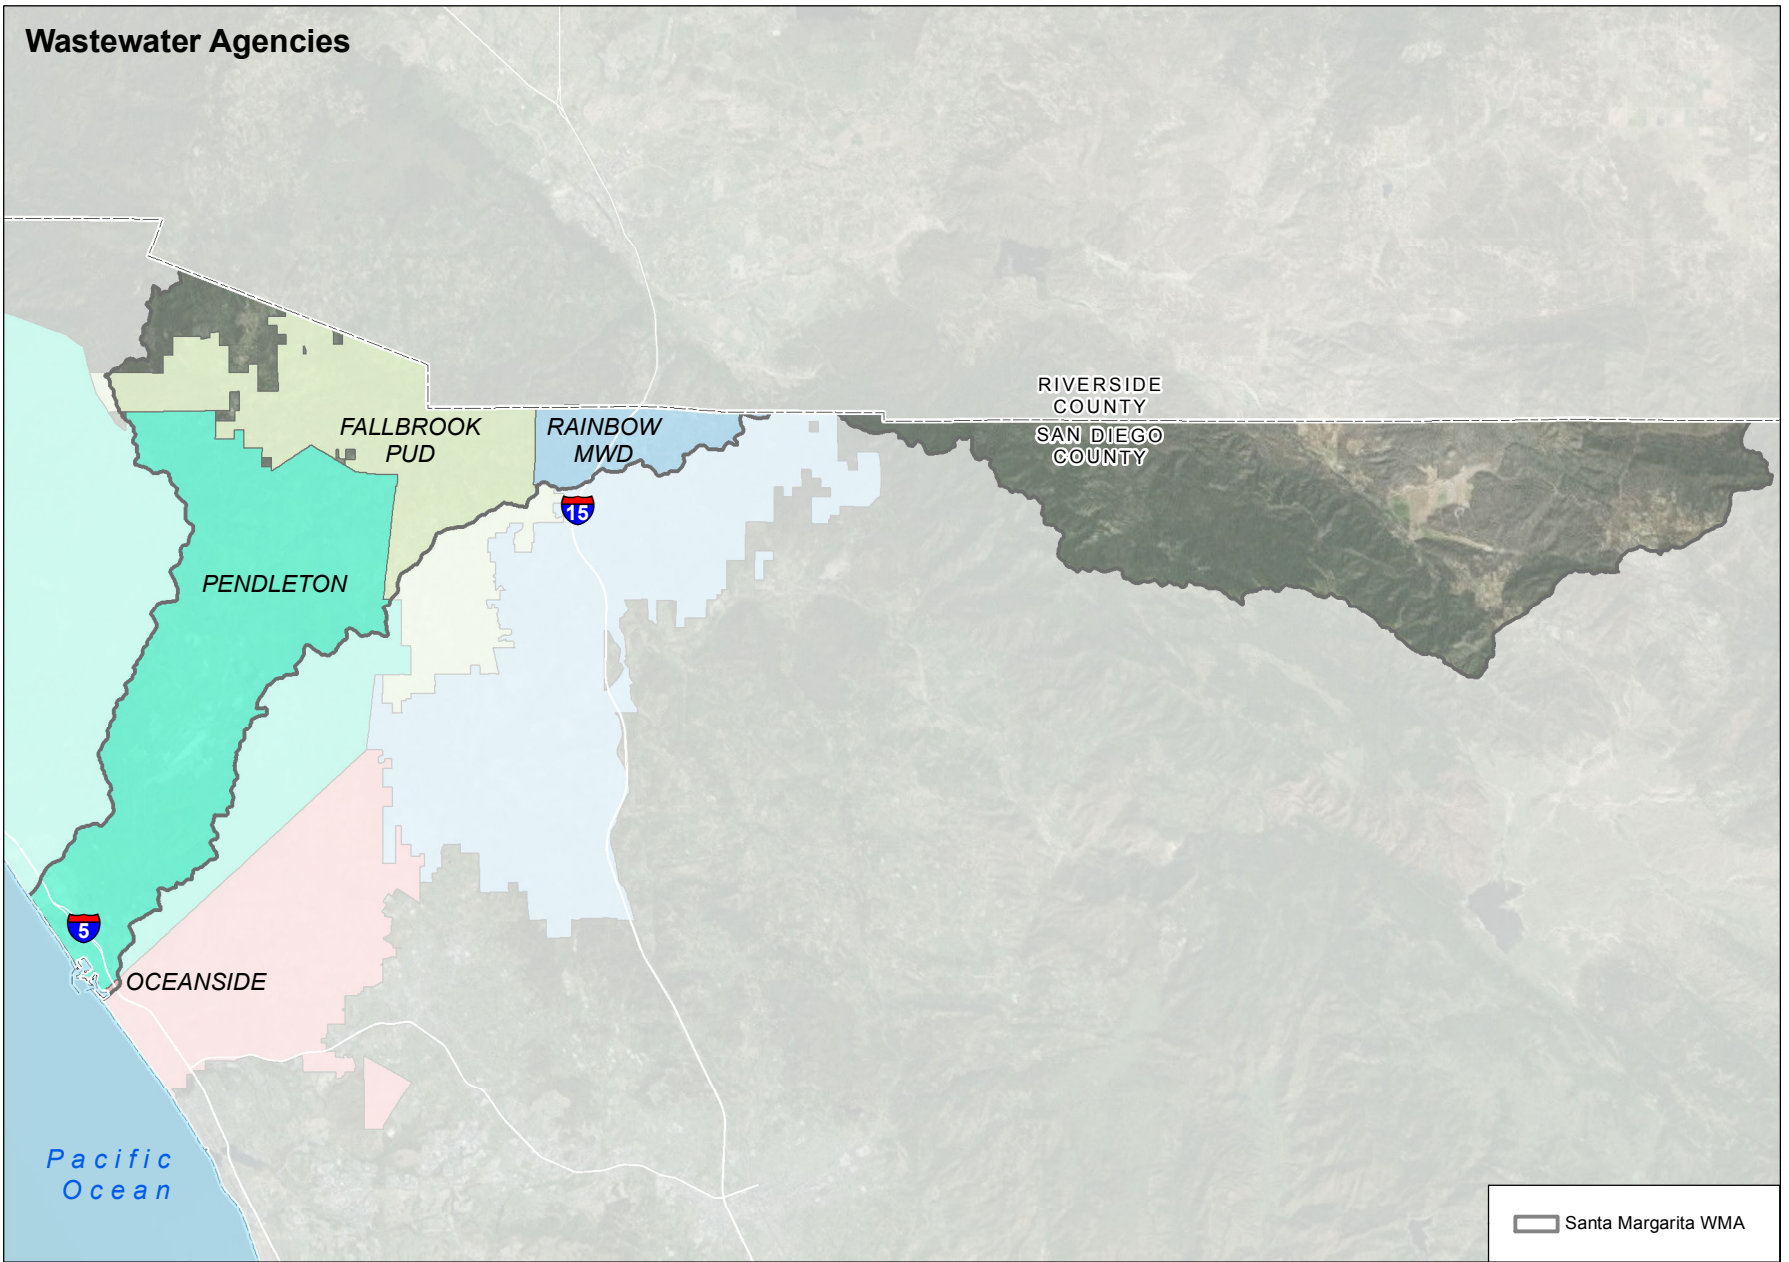 Wastewater Agencies
RIVERSIDE
COUNTY
SAN DIEGO
COUNTY
FALLBROOK
PUD
RAINBOW
MWD
15
PENDLETON
5
OCEANSIDE
Pacific
Ocean
Santa Margarita WMA